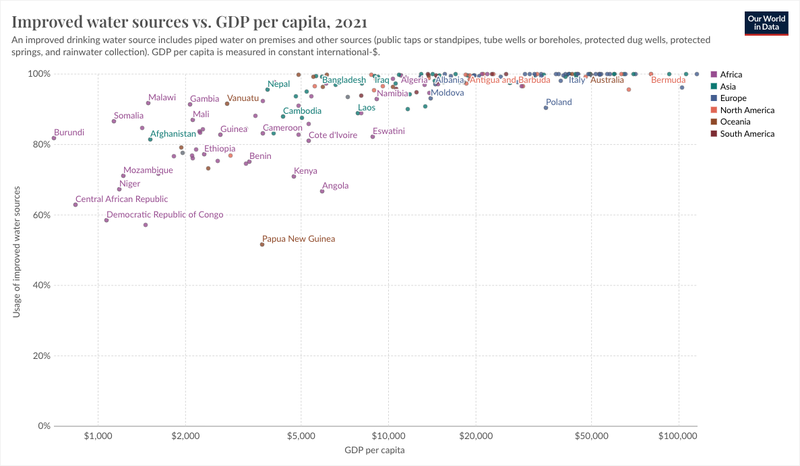 Improved water sources vs. GDP per capita, 2021
Our World
in Data
An improved drinking water source includes piped water on premises and other sources (public taps or standpipes, tube wells or boreholes, protected dug wells, protected
springs, and rainwater collection). GDP per capita is measured in constant international-$.
100%
80%
60%
40%
20%
0%
Usage of improved water sources
Nepal
Bangladesh
Iraq
Algeria
Albania
Antigua and Barbuda
Italy
Australia
Bermuda
Malawi
Gambia
Vanuatu
Namibia
Moldova
Poland
Somalia
Mali
Cambodia
Laos
Burundi
Afghanistan
Guinea
Cameroon
Cote d'Ivoire
Eswatini
Ethiopia
Benin
Mozambique
Kenya
Niger
Angola
Central African Republic
Democratic Republic of Congo
Papua New Guinea
Africa
Asia
Europe
North America
Oceania
South America
$1,000
$2,000
$5,000
$10,000
$20,000
$50,000
$100,000
GDP per capita